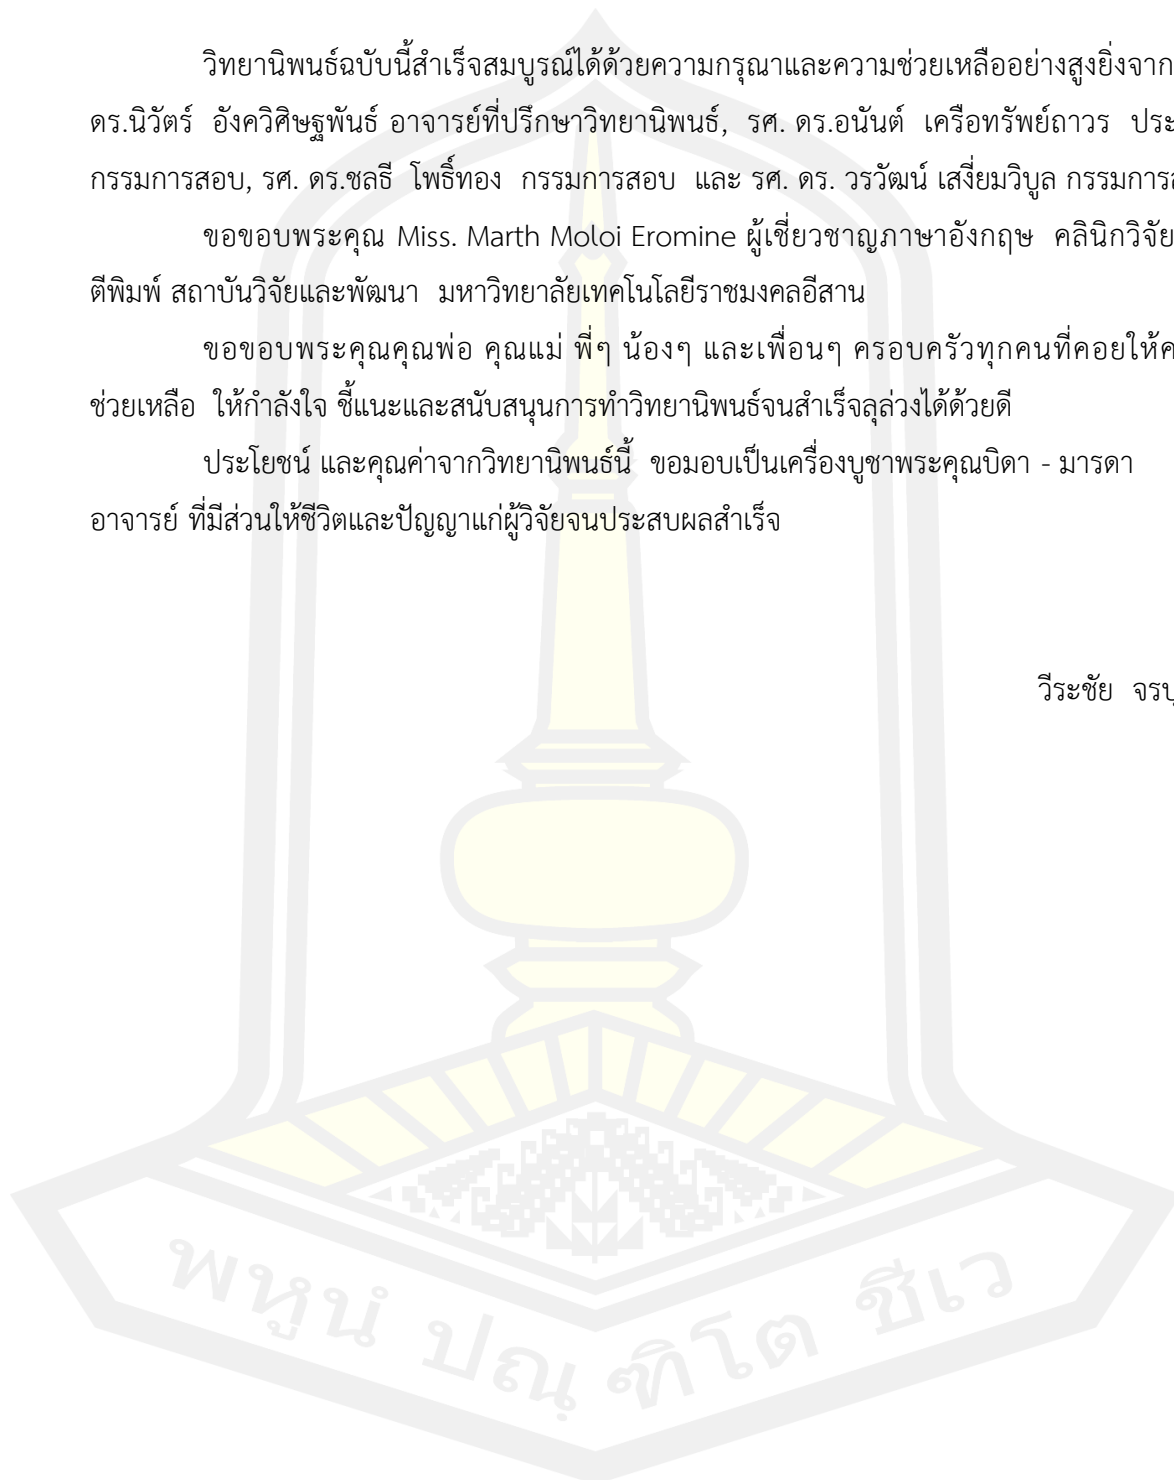 วิทยานิพนธ์ฉบับนี้สำเร็จสมบูรณ์ได้ด้วยความกรุณาและความช่วยเหลืออย่างสูงยิ่งจาก
ดร.นิวัตร์ อังควิศิษฐพันธ์ อาจารย์ที่ปรึกษาวิทยานิพนธ์, รศ. ดร.อนันต์ เครือทรัพย์ถาวร ประ
กรรมการสอบ, รศ. ดร.ชลธี โพธิ์ทอง กรรมการสอบ และ รศ. ดร. วรวัฒน์ เสงี่ยมวิบูล กรรมการส
ขอขอบพระคุณ Miss. Marth Moloi Eromine ผู้เชี่ยวชาญภาษาอังกฤษ คลินิกวิจัย
ตีพิมพ์ สถาบันวิจัยและพัฒนา มหาวิทยาลัยเทคโนโลยีราชมงคลอีสาน
ขอขอบพระคุณคุณพ่อ คุณแม่ พี่ๆ น้องๆ และเพื่อนๆ ครอบครัวทุกคนที่คอยให้ค
ช่วยเหลือ ให้กำลังใจ ชี้แนะและสนับสนุนการทำวิทยานิพนธ์จนสำเร็จลุล่วงได้ด้วยดี
ประโยชน์ และคุณค่าจากวิทยานิพนธ์นี้ ขอมอบเป็นเครื่องบูชาพระคุณบิดา - มารดา
อาจารย์ ที่มีส่วนให้ชีวิตและปัญญาแก่ผู้วิจัยจนประสบผลสำเร็จ
วีระชัย จรบ
พหูนํ ปณฺฑิโต ชีเว